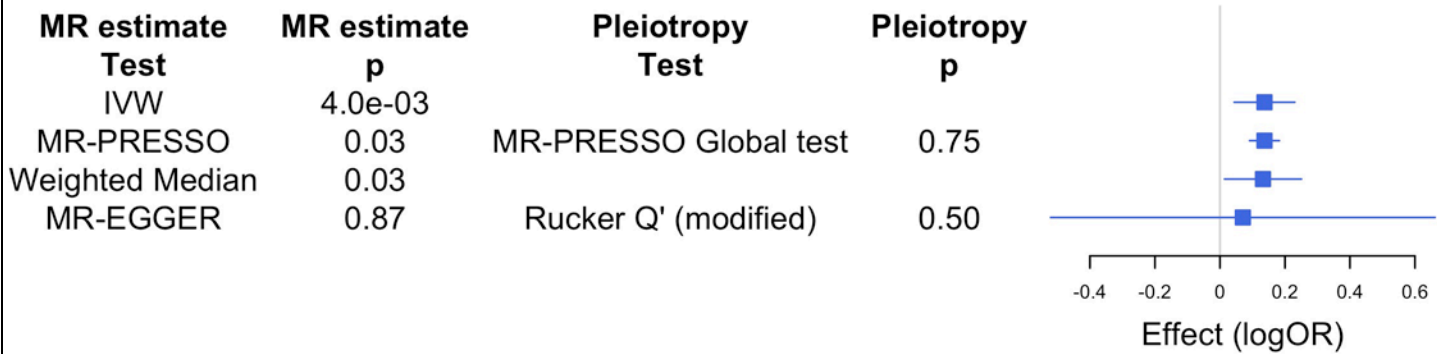 MR estimate MR estimate Pleiotropy Pleiotropy
Test p Test p
IVW 4.0e-03
MR-PRESSO 0.03 MR-PRESSO Global test 0.75
Weighted Median 0.03
MR-EGGER 0.87 Rucker Q' (modified) 0.50
-0.4 -0.2 0 0.2 0.4 0.6
Effect (logOR)